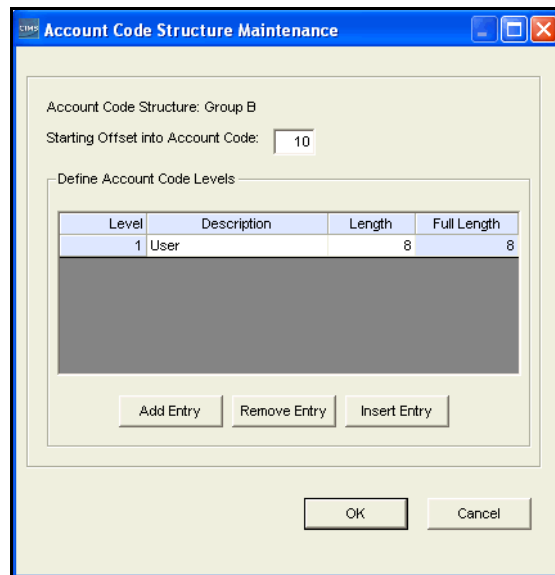 CIMS Account Code Structure Maintenance
Account Code Structure: Group B
Starting Offset into Account Code: 10
Define Account Code Levels
Level Description Length Full Length
1 User 8 8
Add Entry Remove Entry Insert Entry
OK Cancel